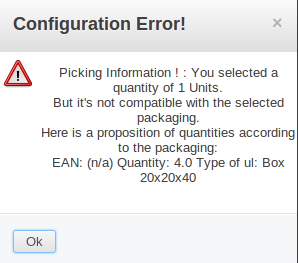 Configuration Error!
×
Picking Information ! : You selected a
quantity of 1 Units.
But it's not compatible with the selected
packaging.
Here is a proposition of quantities according
to the packaging:
EAN: (n/a) Quantity: 4.0 Type of ul: Box
20x20x40
Ok